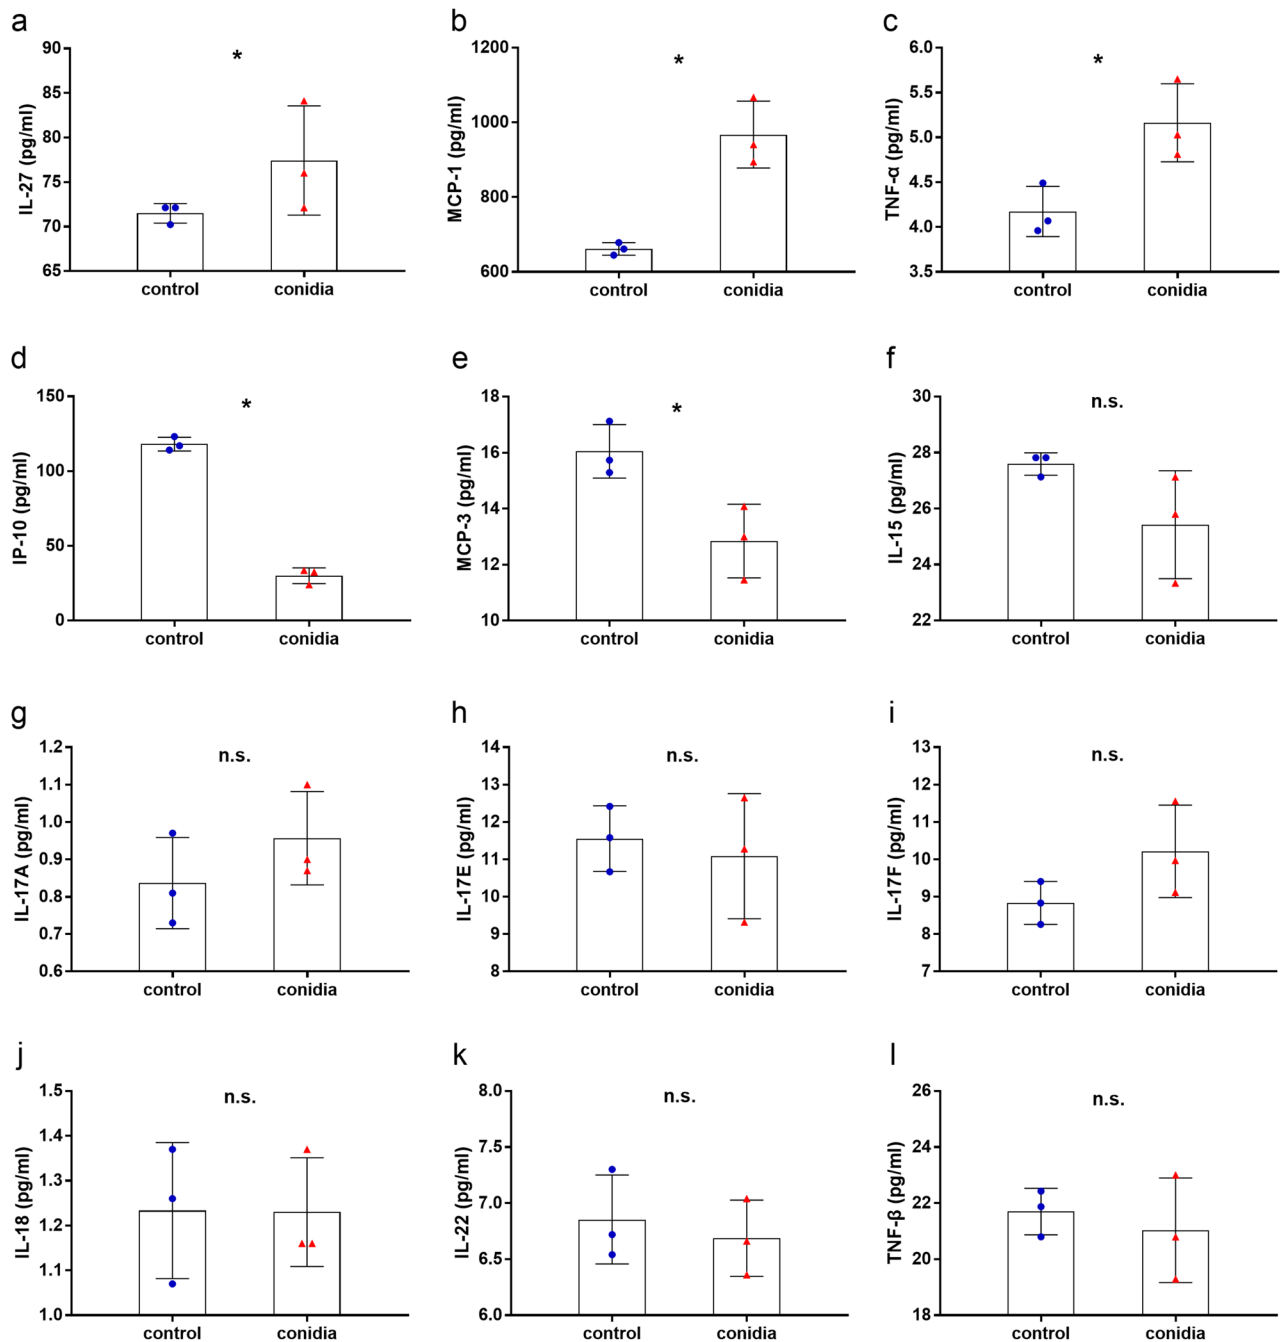 a
IL-27 (pg/ml)
90
85
80
75
70
65
*
control conidia
b
MCP-1 (pg/ml)
1200
1000
800
600
*
control conidia
c
TNF-α (pg/ml)
6.0
5.5
5.0
4.5
4.0
3.5
*
control conidia
d
IP-10 (pg/ml)
150
100
50
0
*
control conidia
e
MCP-3 (pg/ml)
18
16
14
12
10
*
control conidia
f
IL-15 (pg/ml)
30
28
26
24
22
n.s.
control conidia
g
IL-17A (pg/ml)
1.2
1.1
1.0
0.9
0.8
0.7
0.6
n.s.
control conidia
h
IL-17E (pg/ml)
14
13
12
11
10
9
8
n.s.
control conidia
i
IL-17F (pg/ml)
13
12
11
10
9
8
7
n.s.
control conidia
j
IL-18 (pg/ml)
1.5
1.4
1.3
1.2
1.1
1.0
n.s.
control conidia
k
IL-22 (pg/ml)
8.0
7.5
7.0
6.5
6.0
n.s.
control conidia
l
TNF-β (pg/ml)
26
24
22
20
18
n.s.
control conidia